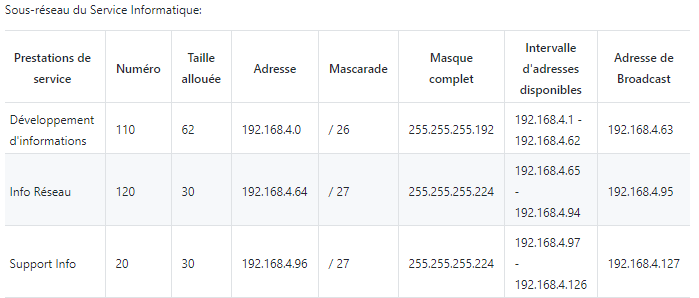 Sous-réseau du Service Informatique:
Prestations de
service
Numéro
Taille
allouée
Adresse
Mascarade
Masque
complet
Intervalle
d'adresses
disponibles
Adresse de
Broadcast
Développement
d'informations
110
62
192.168.4.0
/ 26
255.255.255.192
192.168.4.1 -
192.168.4.62
192.168.4.63
Info Réseau
120
30
192.168.4.64
/ 27
255.255.255.224
192.168.4.65
-
192.168.4.94
192.168.4.95
Support Info
20
30
192.168.4.96
/ 27
255.255.255.224
192.168.4.97
-
192.168.4.126
192.168.4.127